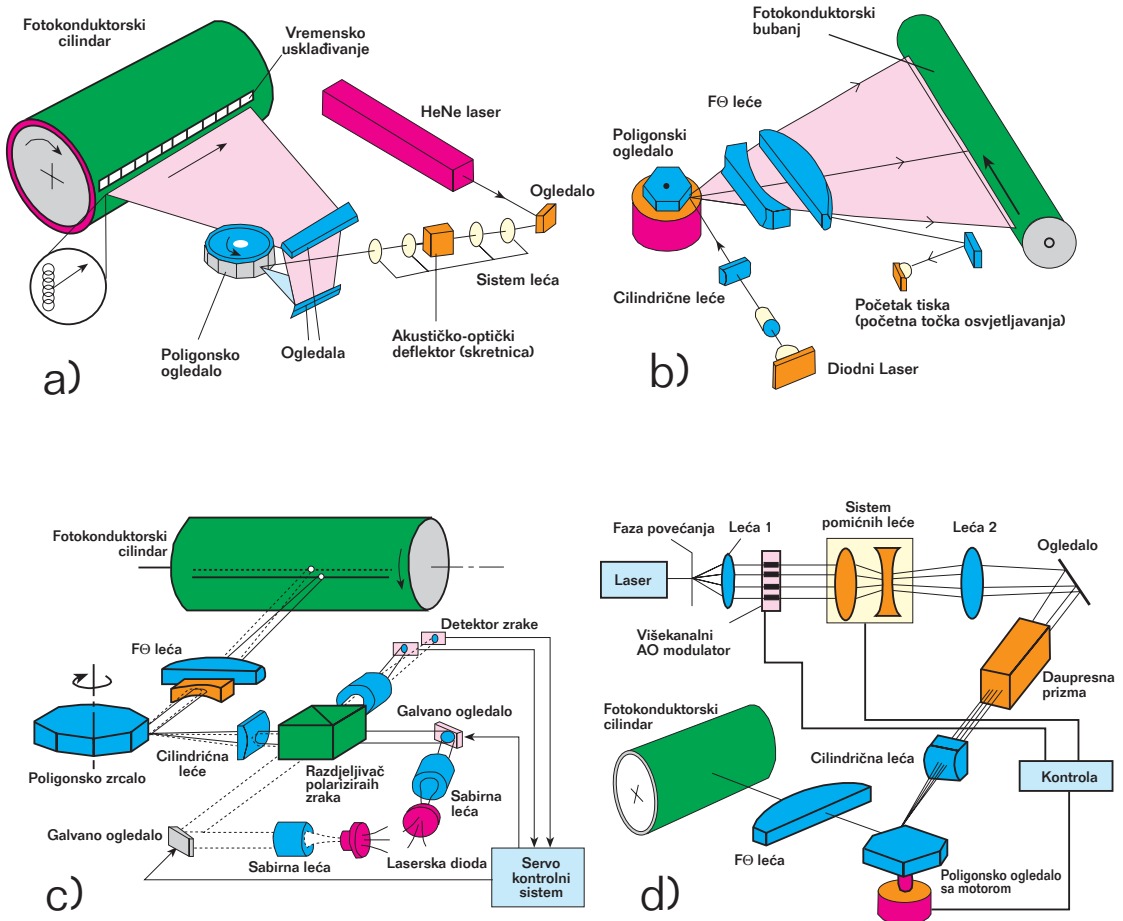 Fotokonduktorski
cilindar
Vremensko
usklađivanje
HeNe laser
Ogledalo
Sistem leća
Akustičko-optički
deflektor (skretnica)
Ogledala
Poligonsko
ogledalo
a)
Fotokonduktorski
bubanj
FΘ leće
Poligonski
ogledalo
Cilindrične leće
Početak tiska
(početna točka osvjetljavanja)
Diodni Laser
b)
Fotokonduktorski
cilindar
Detektor zrake
FΘ leća
Galvano ogledalo
Cilindrićna
leće
Poligonsko zrcalo
Razdjeljivač
polariziraih
zraka
Sabirna
leća
Galvano ogledalo
Laserska dioda
Sabirna leća
Servo
kontrolni
sistem
c)
Sistem
pomićnih leće
Faza povećanja
Leća 1
Leća 2
Ogledalo
Laser
Višekanalni
AO modulator
Daupresna
prizma
Fotokonduktorski
cilindar
Cilindrična leća
Kontrola
FΘ leća
Poligonsko ogledalo
sa motorom
d)